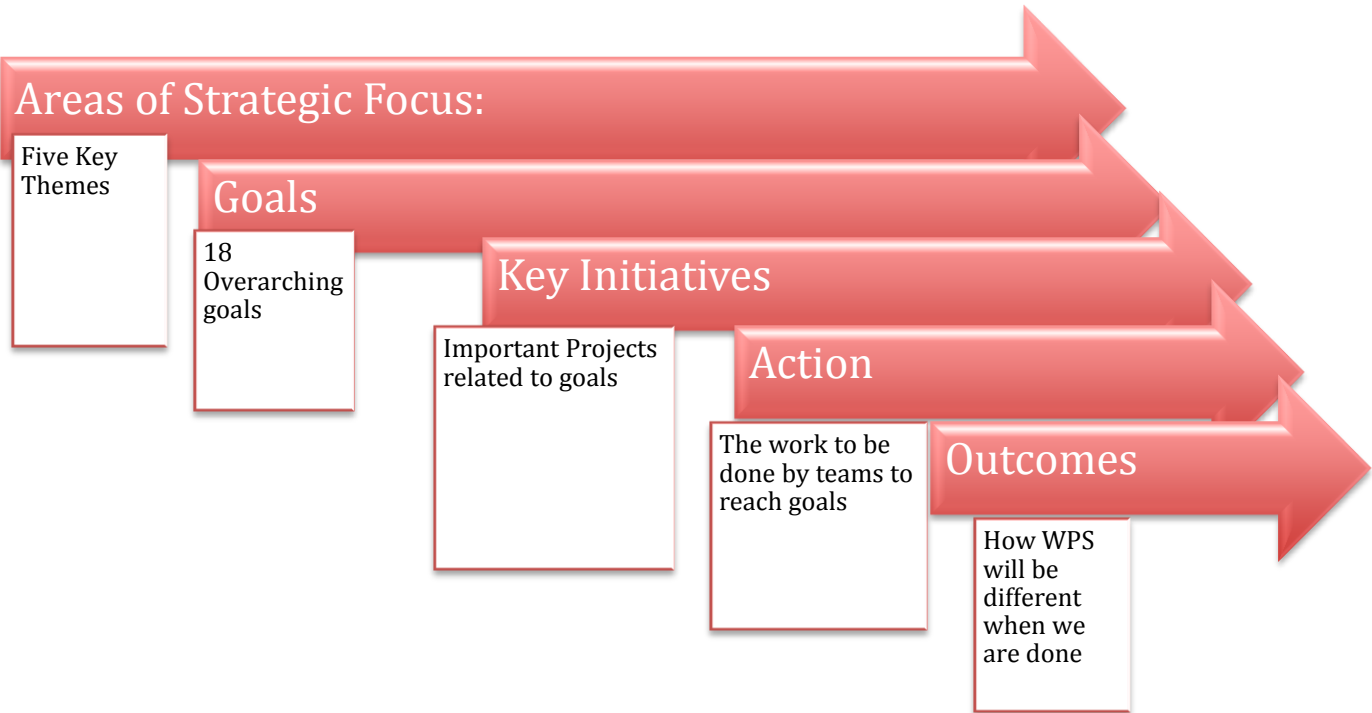 Areas of Strategic Focus:
Five Key
Themes
Goals
18
Overarching
goals
Key Initiatives
Important Projects
related to goals
Action
The work to be
done by teams to
reach goals
Outcomes
How WPS
will be
different
when we
are done